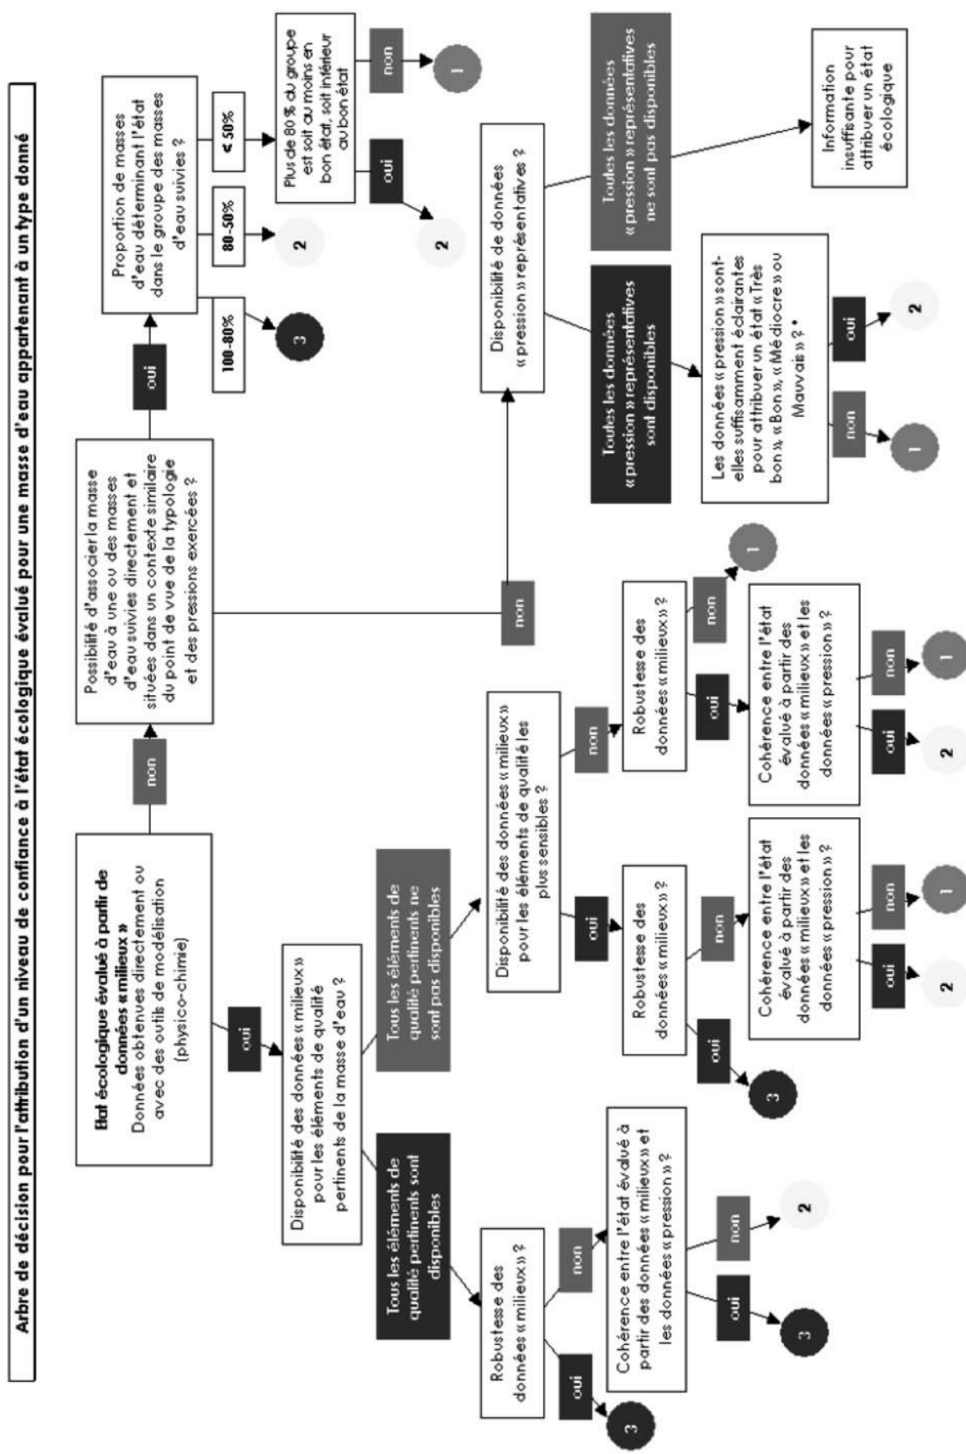 Arbre de décision pour l'attribution d'un niveau de confiance à l'état écologique évalué pour une masse d'eau appartenant à un type donné
Etat écologique évalué à partir de
données « milieux »
Données obtenues directement ou
avec des outils de modélisation
(physico-chimie)
non
Possibilité d'associer la masse
d'eau à une ou des masses
d'eau suivies directement et
situées dans un contexte similaire
du point de vue de la typologie
et des pressions exercées ?
oui
Proportion de masses
d'eau déterminant l'état
dans le groupe des masses
d'eau suivies ?
100-80%
80-50%
< 50%
3
2
Plus de 80 % du groupe
est soit au moins en
bon état, soit inférieur
au bon état
oui
non
2
1
oui
Disponibilité des données « milieux »
pour les éléments de qualité
pertinents de la masse d'eau ?
Tous les éléments de
qualité pertinents sont
disponibles
Tous les éléments de
qualité pertinents ne
sont pas disponibles
Robustesse des
données « milieux » ?
oui
non
3
Cohérence entre l'état évalué à
partir des données « milieux » et
les données « pression » ?
oui
non
3
2
Disponibilité des données « milieux »
pour les éléments de qualité les
plus sensibles ?
oui
non
Robustesse des
données « milieux » ?
oui
non
3
Cohérence entre l'état
évalué à partir des
données « milieux » et les
données « pression » ?
oui
non
2
1
Robustesse des
données « milieux » ?
oui
non
1
Cohérence entre l'état
évalué à partir des
données « milieux » et les
données « pression » ?
oui
non
2
1
non
Disponibilité de données
« pression » représentatives ?
Toutes les données
« pression » représentatives
sont disponibles
Toutes les données
« pression » représentatives
ne sont pas disponibles
Les données « pression » sont-
elles suffisamment éclairantes
pour attribuer un état « Très
bon », « Bon », « Médiocre » ou
Mauvais » ? *
non
oui
1
2
Information
insuffisante pour
attribuer un état
écologique